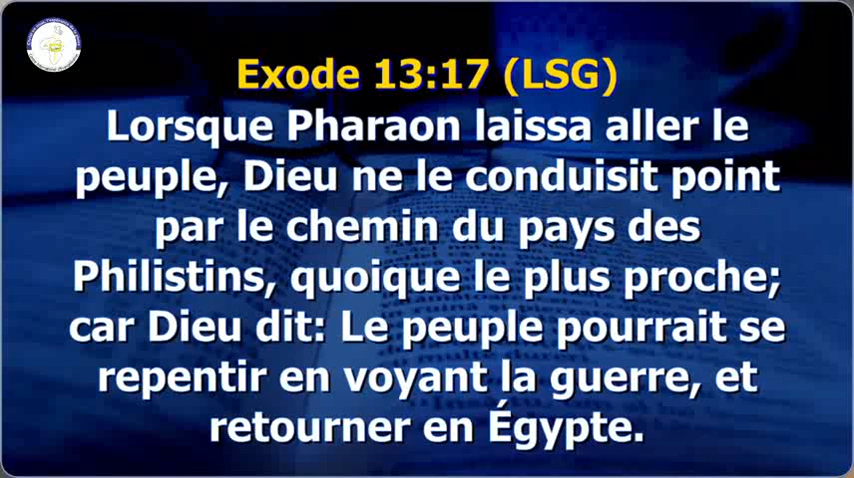 Exode 13:17 (LSG)
Lorsque Pharaon laissa aller le
peuple, Dieu ne le conduisit point
par le chemin du pays des
Philistins, quoique le plus proche;
car Dieu dit: Le peuple pourrait se
repentir en voyant la guerre, et
retourner en Égypte.